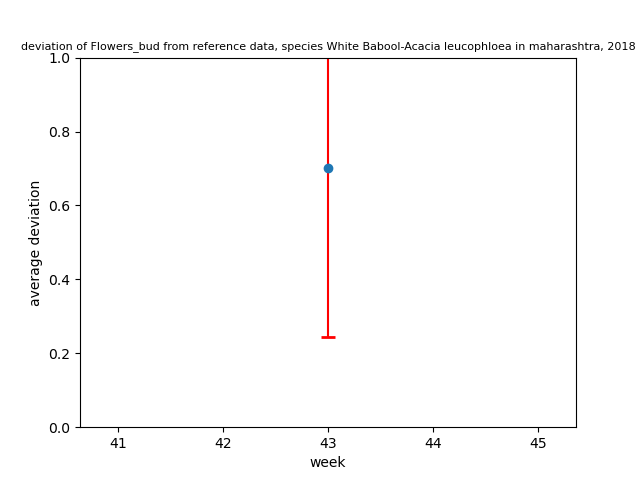 deviation of Flowers_bud from reference data, species White Babool-Acacia leucophloea in maharashtra, 2018
1.0
0.8
0.6
0.4
0.2
0.0
average deviation
41 42 43 44 45
week